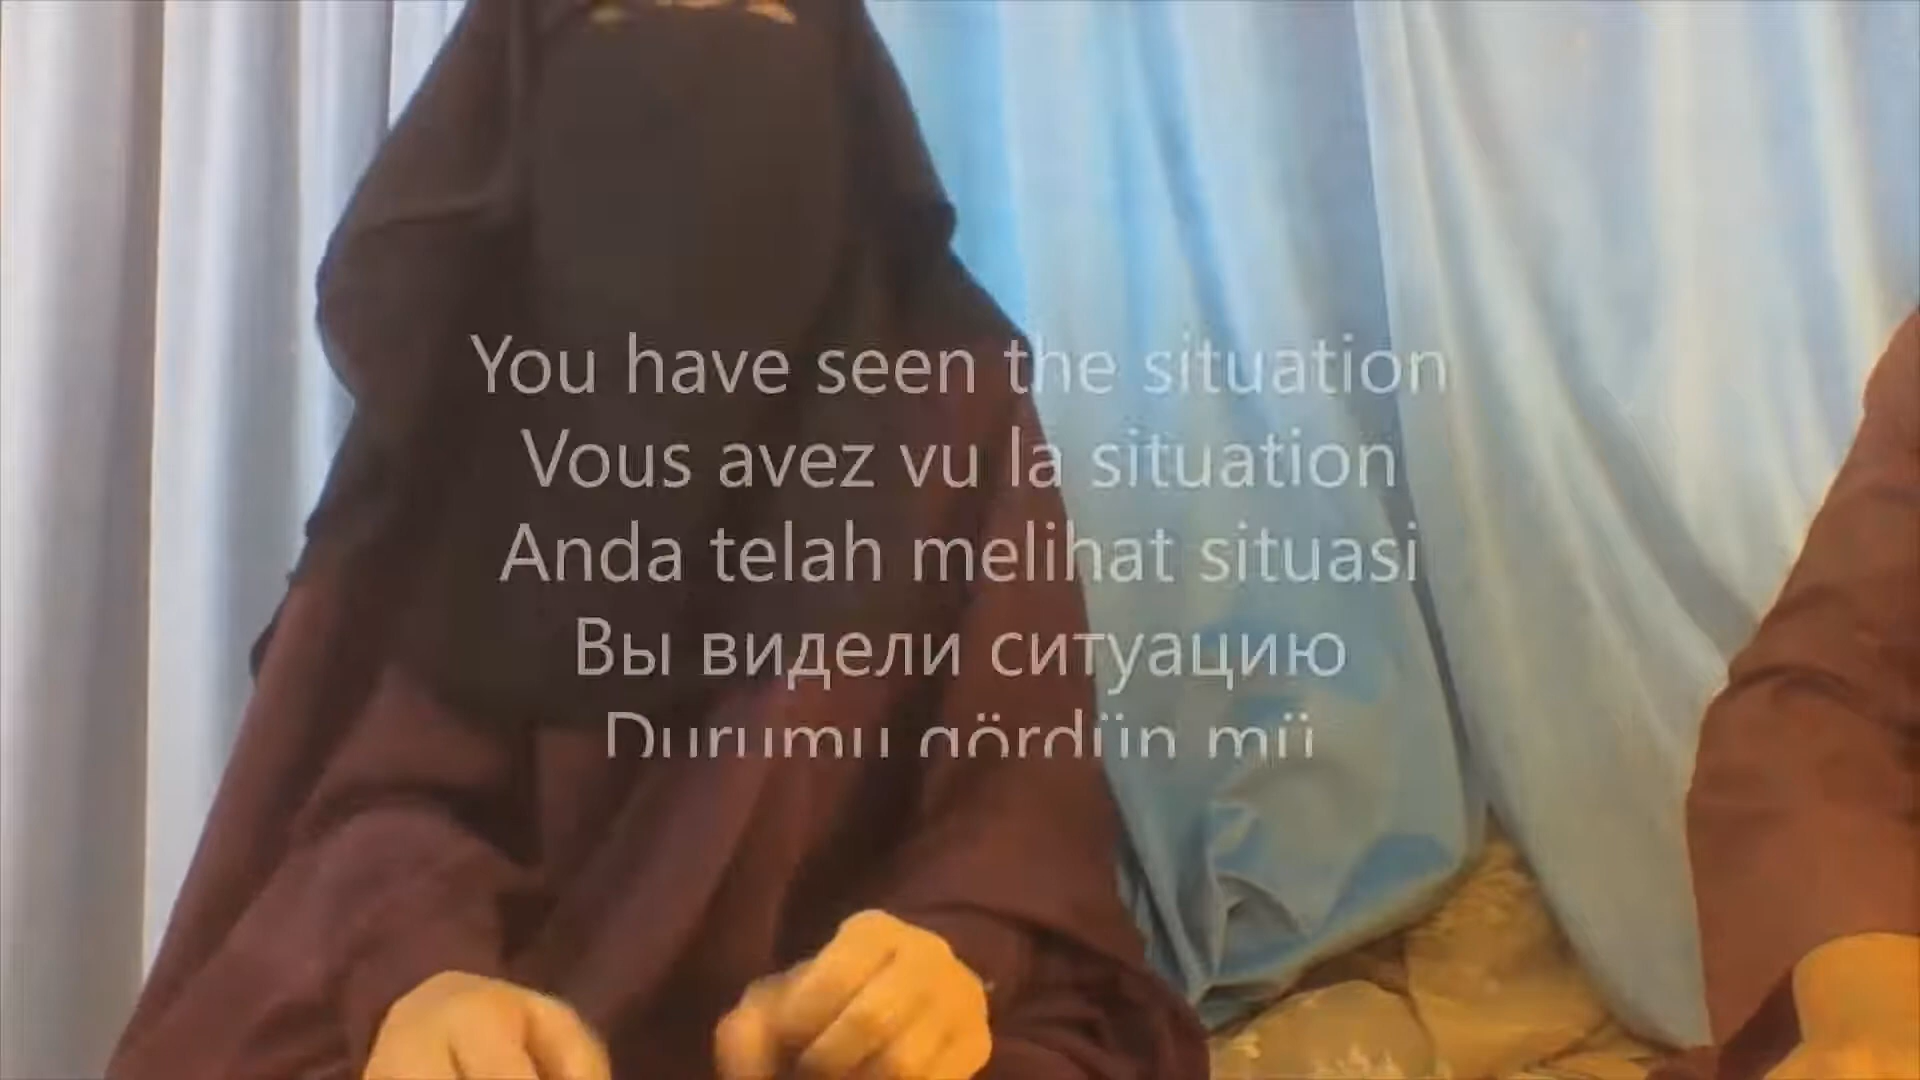 You have seen the situation
Vous avez vu la situation
Anda telah melihat situasi
Вы видели ситуацию
Durumu gördün mü